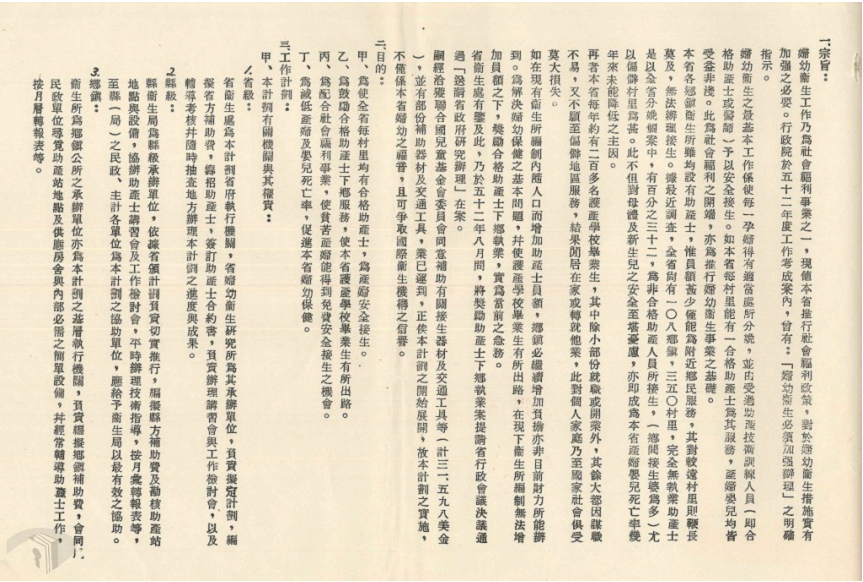 一、宗旨：
婦幼衛生工作乃為社會福利事業之一，現值本省推行社會福利政策，對於婦幼衛生措施實有
加強之必要。行政院於五十二年度工作考成案內，曾有：「婦幼衛生必須加強辦理」之明確
指示。
婦幼衛生之最基本工作係使每一孕婦得有適當處所分娩，並由受過助產技術訓練人員（即合
格助產士或醫師）予以安全接生。如本省每村里能有一合格助產士為其服務，產婦嬰兒均皆
受益非淺。此為社會福利之開端，亦為推行婦幼衛生事業之基礎。
本省各鄉鎮衛生所雖均設有助產士，惟員額甚少僅能為附近鄉民服務，其對較遠村里則鞭長
莫及，無法辦理接生。據最近調查，全省尚有一〇八鄉鎮，三五〇村里，完全無執業助產士
是以全省分娩個案中，有百分之三十二，為非合格助產人員所接生，（鄉間接生婆為多）尤
以偏僻村里為甚。此不但對母體及新生兒之安全至堪憂慮，亦即成為本省產婦嬰兒死亡率幾
年來未能降低之主因。
再者本省每年約有二百多名護產學校畢業生，其中除小部份就職或開業外，其餘大都因謀職
不易，又不願至偏僻地區服務，結果閒居在家或轉就他業，此對個人家庭乃至國家社會俱受
莫大損失。
如在現有衛生所編制內隨人口而增加助產士員額，鄉鎮必繼續增加負擔亦非目前財力所能辦
到。為解決婦幼保健之基本問題，并使護產學校畢業生有所出路，在現下衛生所編制無法增
加員額之下，獎勵合格助產士下鄉執業，實為當前之急務。
省衛生處有鑒及此，乃於五十二年八月間，將獎勵助產士下鄉執業案提請省行政會議決議通
過「送請省政府研究辦理」在案。
嗣經洽獲聯合國兒童基金會委員會同意補助有關接生器材及交通工具等（計三一、五九八美金
），並有部份補助器材及交通工具，業已運到，正俟本計劃之開始展開，故本計劃之實施，
不僅係本省婦幼之福音，且可爭取國際衛生機構之信譽。
二、目的：
甲、為使全省每村里均有合格助產士，為產婦安全接生。
乙、為鼓勵合格助產士下鄉服務，使本省護產學校畢業生有所出路。
丙、為配合社會福利事業，使貧苦產婦能得到免費安全接生之機會。
丁、為減低產婦及嬰兒死亡率，促進本省婦幼保健。
三、工作計劃：
甲、本計劃有關機關與其權責：
1.省級：
省衛生處為本計劃省府執行機關，省婦幼衛生研究所為其承辦單位，負責擬定計劃，編
擬省方補助費，籌招助產士，簽訂助產士合約書，負責辦理講習會與工作檢討會，以及
輔導考核并隨時抽查地方辦理本計劃之進度與成果。
2.縣級：
縣衛生局為縣級承辦單位，依據省頒計劃負責切實推行，編擬縣方補助費及勘核助產站
地點與設備，協辦助產士講習會及工作檢討會，平時辦理技術指導，按月彙轉報表等，
至縣（局）之民政、主計各單位為本計劃之協助單位，應給予衛生局以最有效之協助。
3.鄉鎮：
衛生所為鄉鎮公所之承辦單位亦為本計劃之基層執行機關，負責編擬鄉鎮補助費，會同
民政單位尋覓助產站地點及供應房舍與內部必需之簡單設備，并經常輔導助產士工作，
按月層轉報表等。